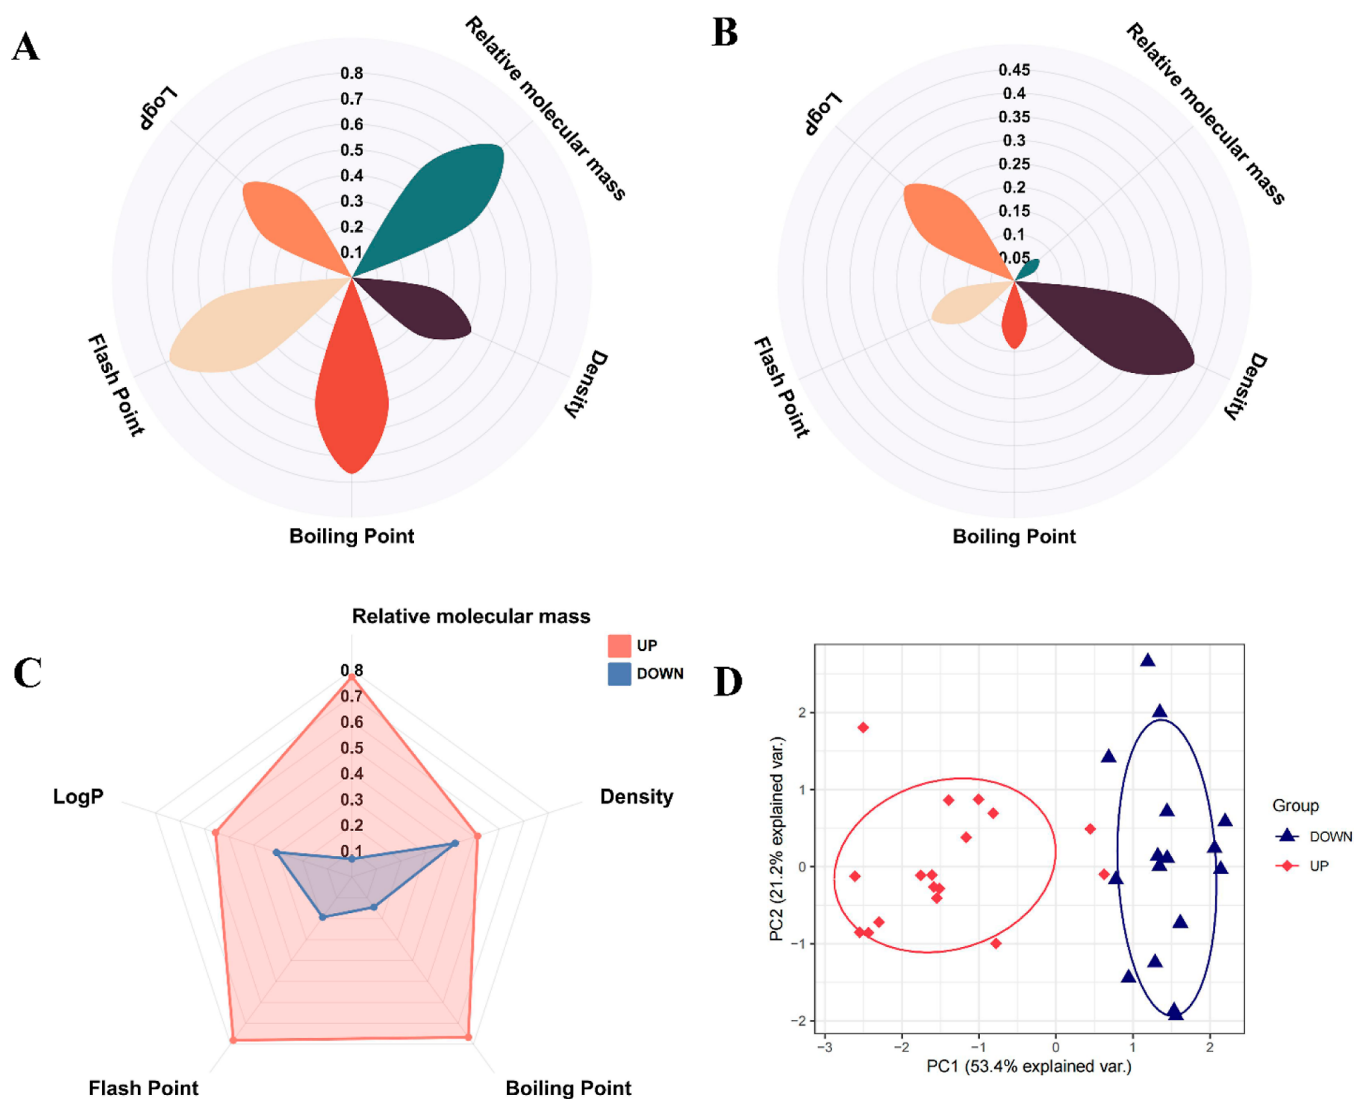 A
Relative molecular mass
LogP
0.8
0.7
0.6
0.5
0.4
0.3
0.2
0.1
Flash Point
Density
Boiling Point
B
Relative molecular mass
LogP
0.45
0.4
0.35
0.3
0.25
0.2
0.15
0.1
0.05
Flash Point
Density
Boiling Point
C
Relative molecular mass
UP
DOWN
0.8
0.7
0.6
0.5
0.4
0.3
0.2
0.1
LogP
Density
Flash Point
Boiling Point
D
PC2 (21.2% explained var.)
2
1
0
−1
−2
−3
−2
−1
0
1
2
PC1 (53.4% explained var.)
Group
DOWN
UP